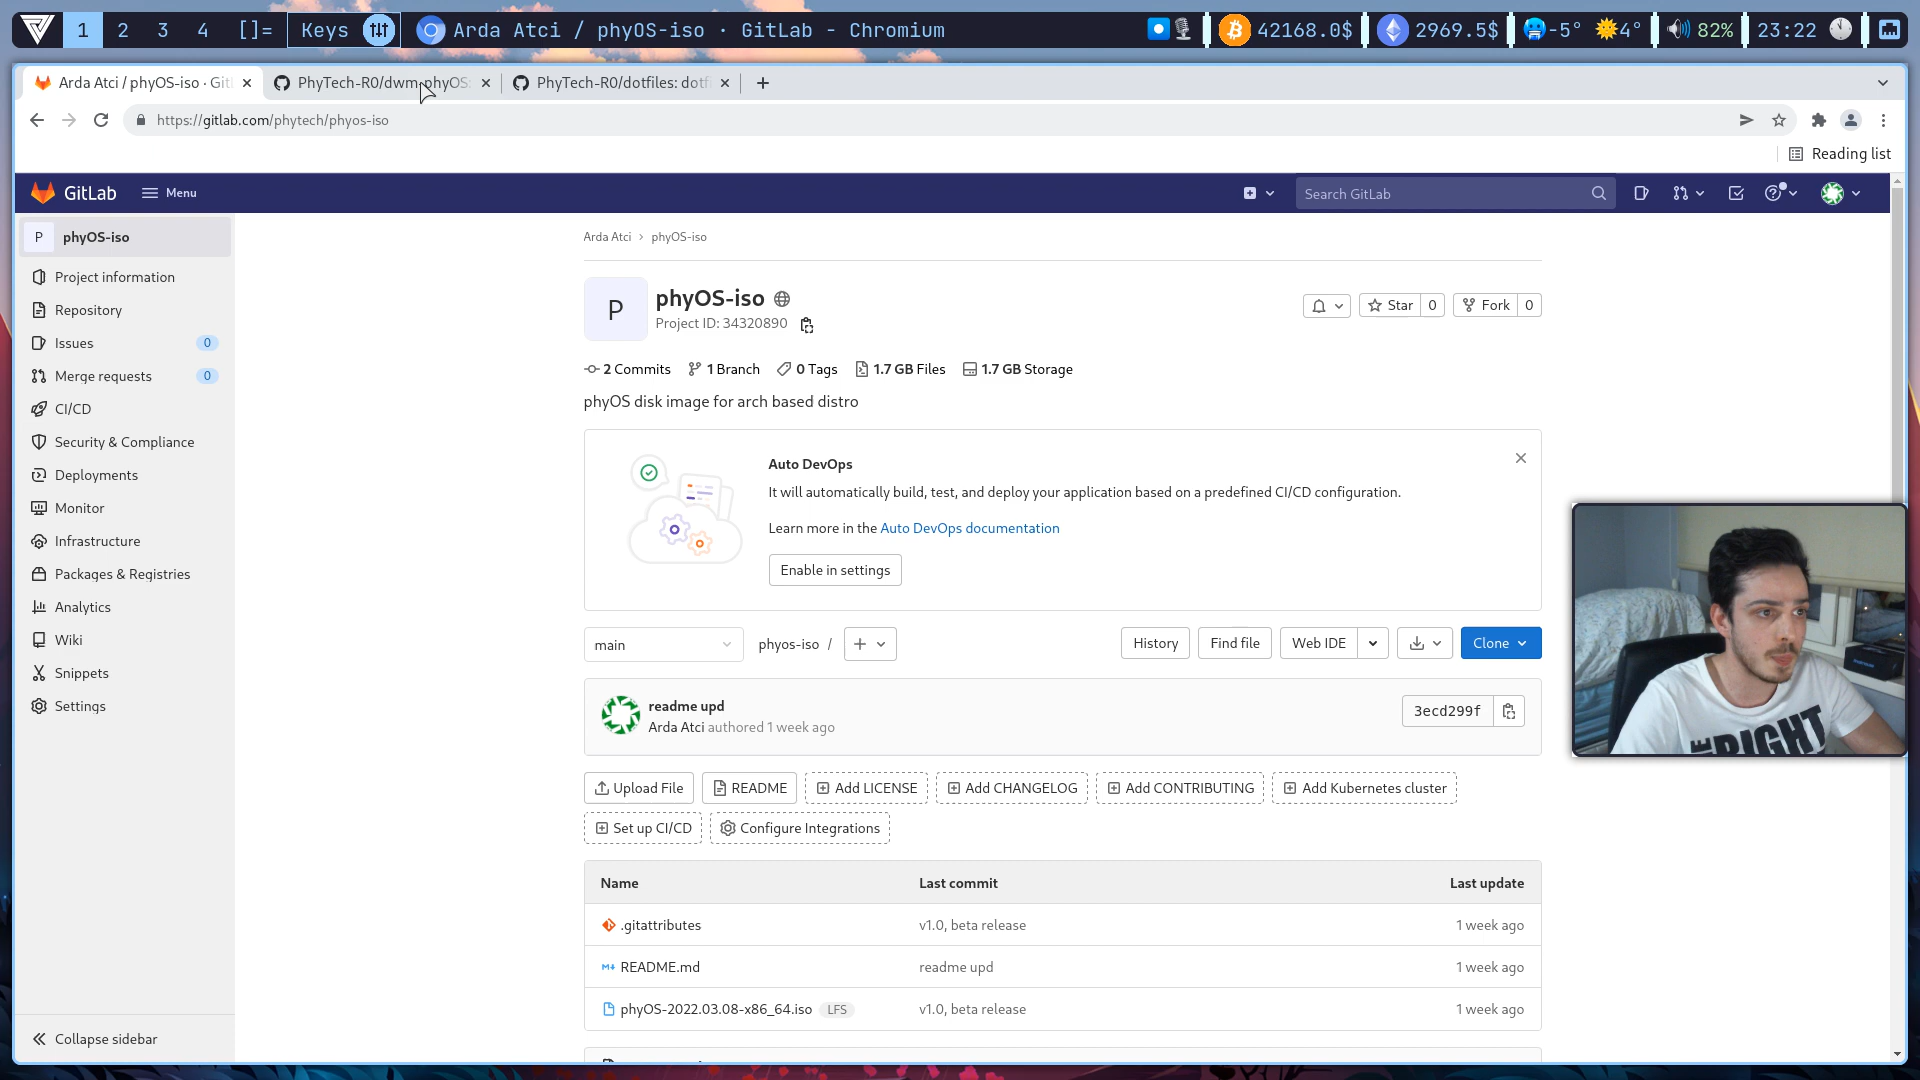 1 2 3 4 []= Keys Arda Atci / phyOS-iso · GitLab - Chromium 42168.0$ 2969.5$ -5° 4° 82% 23:22
Arda Atci / phyOS-iso · Gitl
PhyTech-R0/dwm-phyOS:
PhyTech-R0/dotfiles: dotf
https://gitlab.com/phytech/phyos-iso
Reading list
GitLab Menu Search GitLab
P phyOS-iso
Project information
Repository
Issues 0
Merge requests 0
CI/CD
Security & Compliance
Deployments
Monitor
Infrastructure
Packages & Registries
Analytics
Wiki
Snippets
Settings
Collapse sidebar
Arda Atci › phyOS-iso
P
phyOS-iso
Project ID: 34320890
Star 0 Fork 0
2 Commits 1 Branch 0 Tags 1.7 GB Files 1.7 GB Storage
phyOS disk image for arch based distro
Auto DevOps
It will automatically build, test, and deploy your application based on a predefined CI/CD configuration.
Learn more in the Auto DevOps documentation
Enable in settings
main phyos-iso / History Find file Web IDE Clone
readme upd
Arda Atci authored 1 week ago
3ecd299f
Upload File README Add LICENSE Add CHANGELOG Add CONTRIBUTING Add Kubernetes cluster
Set up CI/CD Configure Integrations
Name Last commit Last update
.gitattributes v1.0, beta release 1 week ago
README.md readme upd 1 week ago
phyOS-2022.03.08-x86_64.iso LFS v1.0, beta release 1 week ago
RIGHT